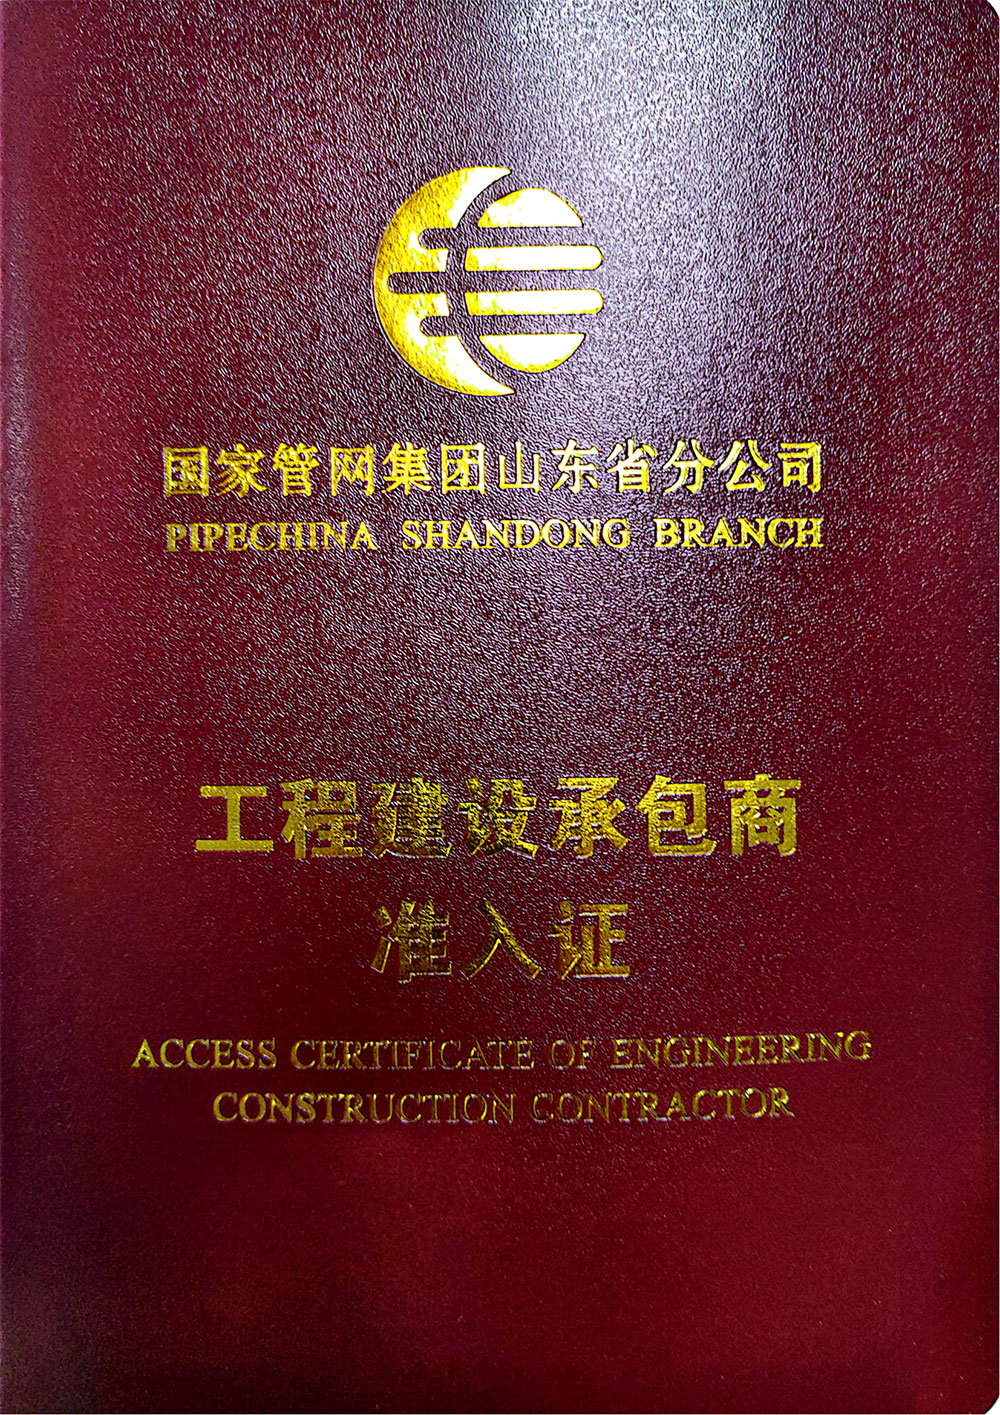 国家管网集团山东省分公司
PIPECHINA SHANDONG BRANCH
工程建设承包商
准入证
ACCESS CERTIFICATE OF ENGINEERING
CONSTRUCTION CONTRACTOR